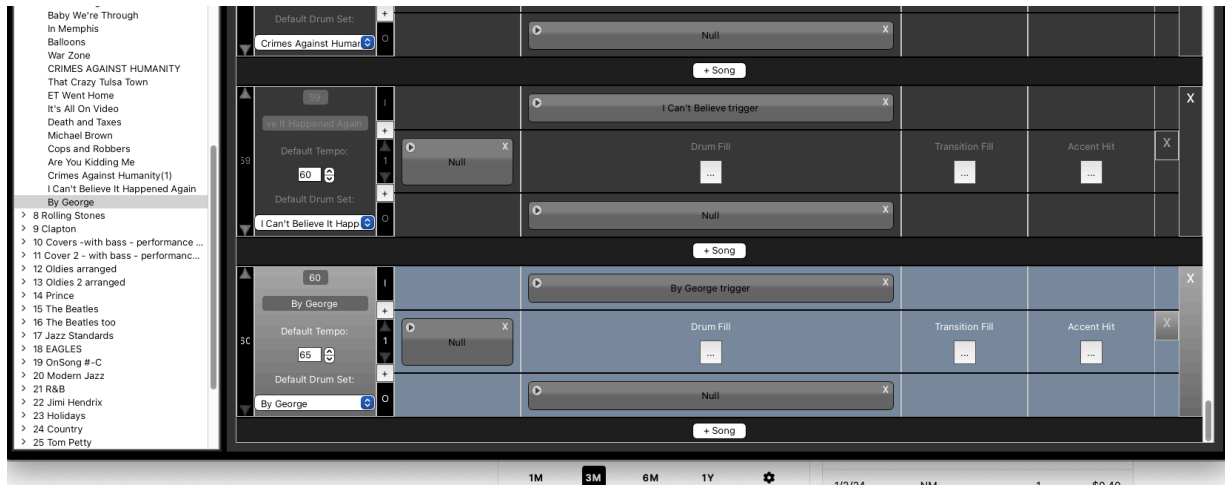 Baby We're Through
In Memphis
Balloons
War Zone
CRIMES AGAINST HUMANITY
That Crazy Tulsa Town
ET Went Home
It's All On Video
Death and Taxes
Michael Brown
Cops and Robbers
Are You Kidding Me
Crimes Against Humanity(1)
I Can't Believe It Happened Again
By George
> 8 Rolling Stones
> 9 Clapton
> 10 Covers -with bass - performance ...
> 11 Cover 2 - with bass - performanc...
> 12 Oldies arranged
> 13 Oldies 2 arranged
> 14 Prince
> 15 The Beatles
> 16 The Beatles too
> 17 Jazz Standards
> 18 EAGLES
> 19 OnSong #-C
> 20 Modern Jazz
> 21 R&B
> 22 Jimi Hendrix
> 23 Holidays
> 24 Country
> 25 Tom Petty
Default Drum Set:
+
Crimes Against Humar
O
Null
X
+ Song
59
59
I
I Can't Believe trigger
X
X
ve It Happened Again
+
Default Tempo:
60
1
Null
X
Drum Fill
...
Transition Fill
...
Accent Hit
...
X
+
Default Drum Set:
I Can't Believe It Happ
O
Null
X
+ Song
60
60
I
By George trigger
X
X
By George
+
Default Tempo:
65
1
Null
X
Drum Fill
...
Transition Fill
...
Accent Hit
...
X
+
Default Drum Set:
By George
O
Null
X
+ Song
1M
3M
6M
1Y